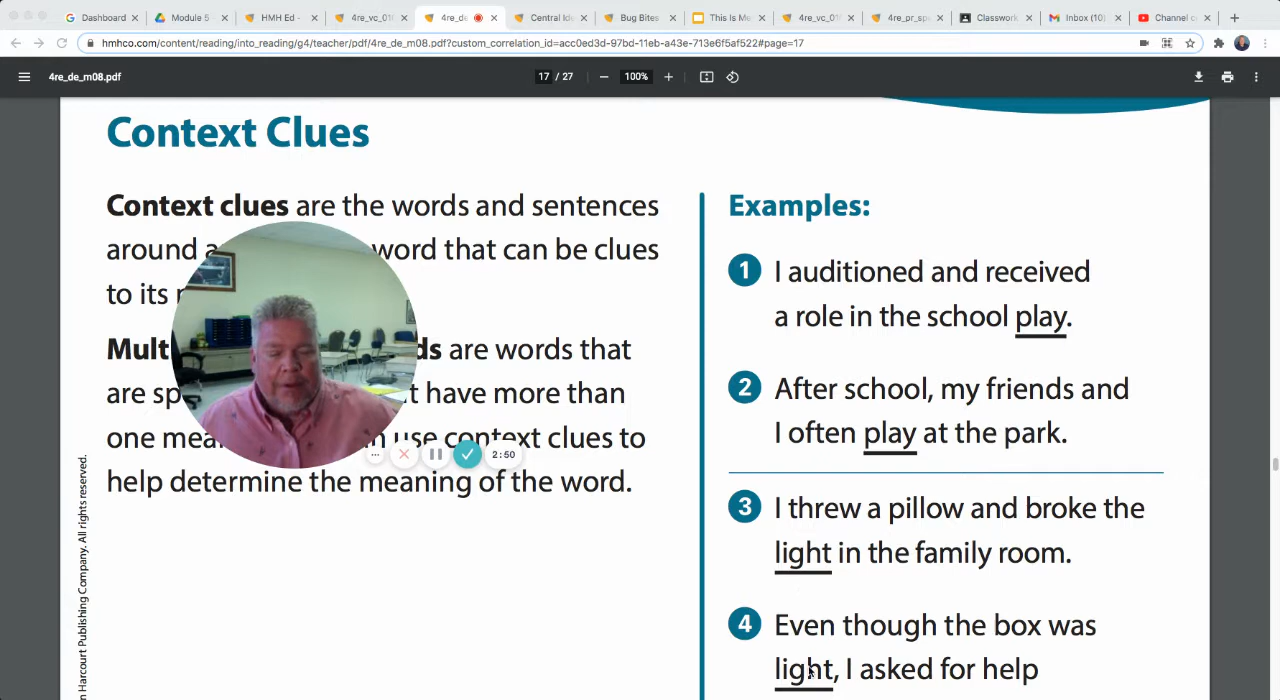 Dashboard
Module 5
HMH Ed -
4re_vc_01
4re_de
Central Id
Bug Bites
This Is Me
4re_vc_01
4re_pr_sp
Classwork
Inbox (10)
Channel c
hmhco.com/content/reading/into_reading/g4/teacher/pdf/4re_de_m08.pdf?custom_correlation_id=acc0ed3d-97bd-11eb-a43e-713e6f5af522#page=17
4re_de_m08.pdf
17 / 27
100%
Context Clues
Context clues are the words and sentences
around a word that can be clues
to its
Mult ds are words that
are sp t have more than
one mea n use context clues to
help determine the meaning of the word.
2:50
n Harcourt Publishing Company. All rights reserved.
Examples:
1 I auditioned and received
a role in the school play.
2 After school, my friends and
I often play at the park.
3 I threw a pillow and broke the
light in the family room.
4 Even though the box was
light, I asked for help